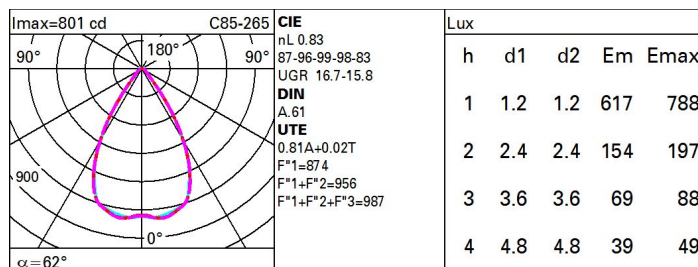 Imax=801 cd C85-265
90° 180° 90°
900
0°
α=62°
CIE
nL 0.83
87-96-99-98-83
UGR 16.7-15.8
DIN
A.61
UTE
0.81A+0.02T
F"1=874
F"1+F"2=956
F"1+F"2+F"3=987
Lux
h d1 d2 Em Emax
1 1.2 1.2 617 788
2 2.4 2.4 154 197
3 3.6 3.6 69 88
4 4.8 4.8 39 49